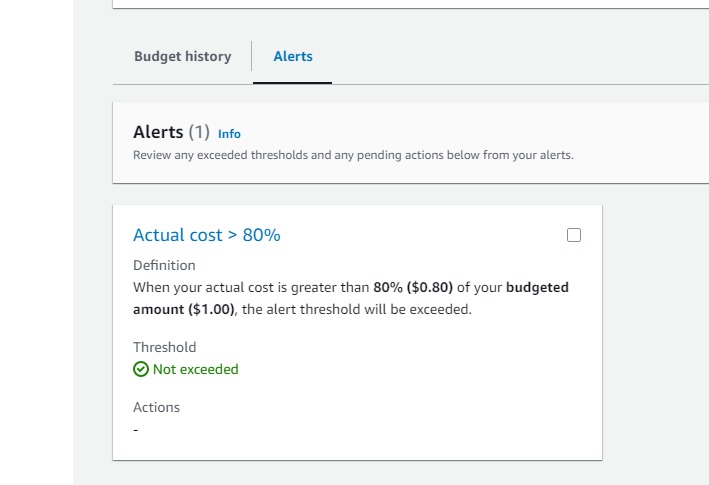 Budget history
Alerts
Alerts (1) Info
Review any exceeded thresholds and any pending actions below from your alerts.
Actual cost > 80%
Definition
When your actual cost is greater than 80% ($0.80) of your budgeted
amount ($1.00), the alert threshold will be exceeded.
Threshold
Not exceeded
Actions
-